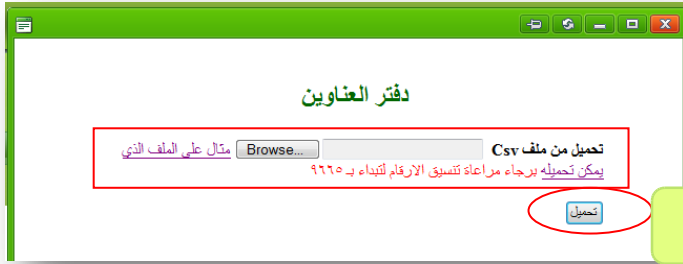 دفتر العناوين
تحميل من ملف Csv Browse... مثال على الملف الذي
يمكن تحميله برجاء مراعاة تنسيق الارقام لتبداء بـ ٩٦٦٥
تحميل